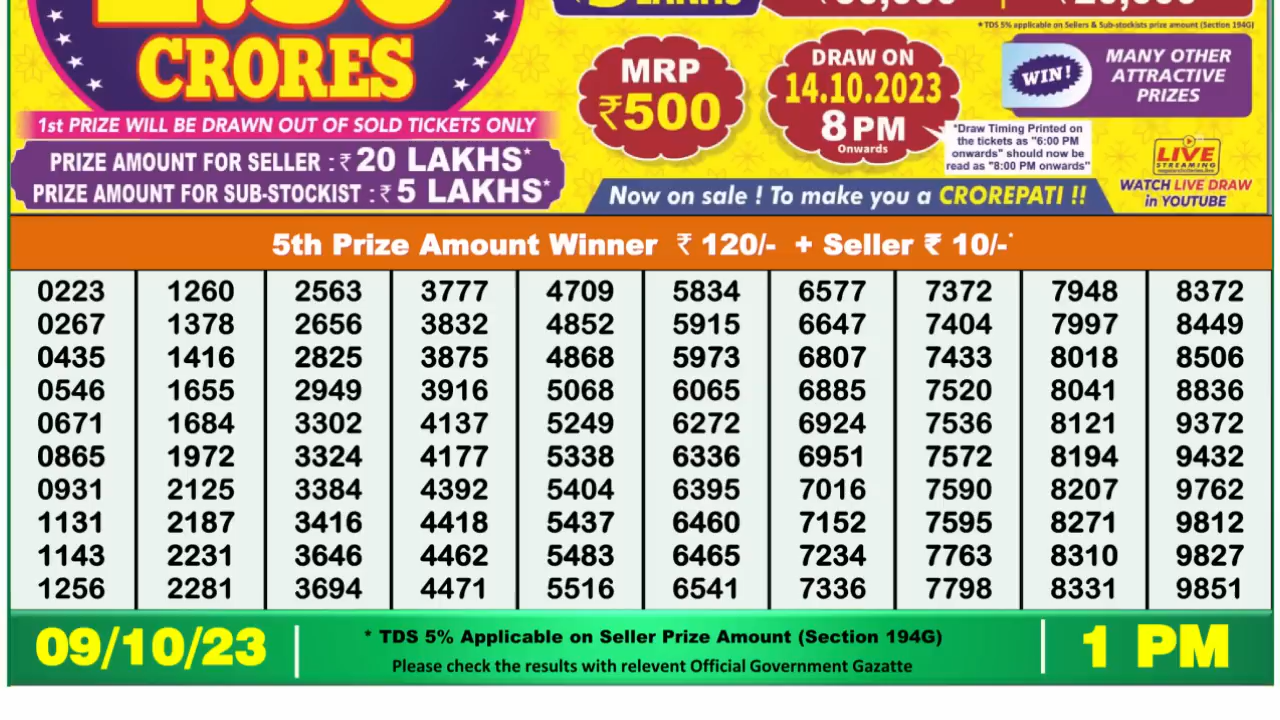 CRORES
1st PRIZE WILL BE DRAWN OUT OF SOLD TICKETS ONLY
PRIZE AMOUNT FOR SELLER : ₹ 20 LAKHS*
PRIZE AMOUNT FOR SUB-STOCKIST : ₹ 5 LAKHS*
* TDS 5% applicable on Sellers & Sub-stockists prize amount (Section 194G)
MRP
₹500
DRAW ON
14.10.2023
8 PM
Onwards
WIN!
MANY OTHER
ATTRACTIVE
PRIZES
*Draw Timing Printed on
the tickets as "6:00 PM
onwards" should now be
read as "8:00 PM onwards"
LIVE
STREAMING
WATCH LIVE DRAW
in YOUTUBE
Now on sale ! To make you a CROREPATI !!
5th Prize Amount Winner ₹ 120/- + Seller ₹ 10/-*
0223 1260 2563 3777 4709 5834 6577 7372 7948 8372
0267 1378 2656 3832 4852 5915 6647 7404 7997 8449
0435 1416 2825 3875 4868 5973 6807 7433 8018 8506
0546 1655 2949 3916 5068 6065 6885 7520 8041 8836
0671 1684 3302 4137 5249 6272 6924 7536 8121 9372
0865 1972 3324 4177 5338 6336 6951 7572 8194 9432
0931 2125 3384 4392 5404 6395 7016 7590 8207 9762
1131 2187 3416 4418 5437 6460 7152 7595 8271 9812
1143 2231 3646 4462 5483 6465 7234 7763 8310 9827
1256 2281 3694 4471 5516 6541 7336 7798 8331 9851
09/10/23
* TDS 5% Applicable on Seller Prize Amount (Section 194G)
Please check the results with relevent Official Government Gazatte
1 PM